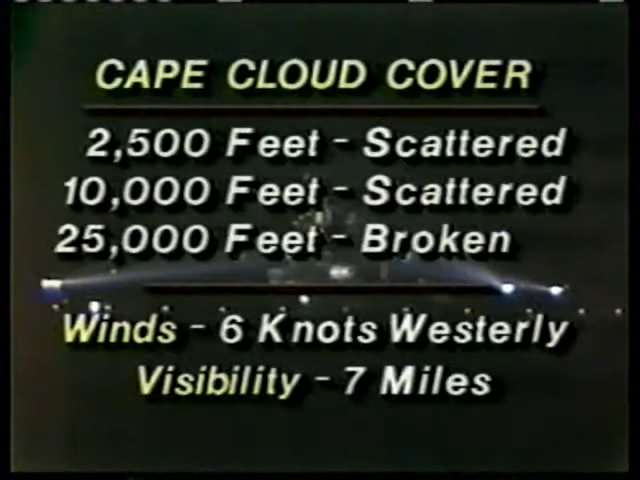 CAPE CLOUD COVER
2,500 Feet - Scattered
10,000 Feet - Scattered
25,000 Feet - Broken
Winds - 6 Knots Westerly
Visibility - 7 Miles